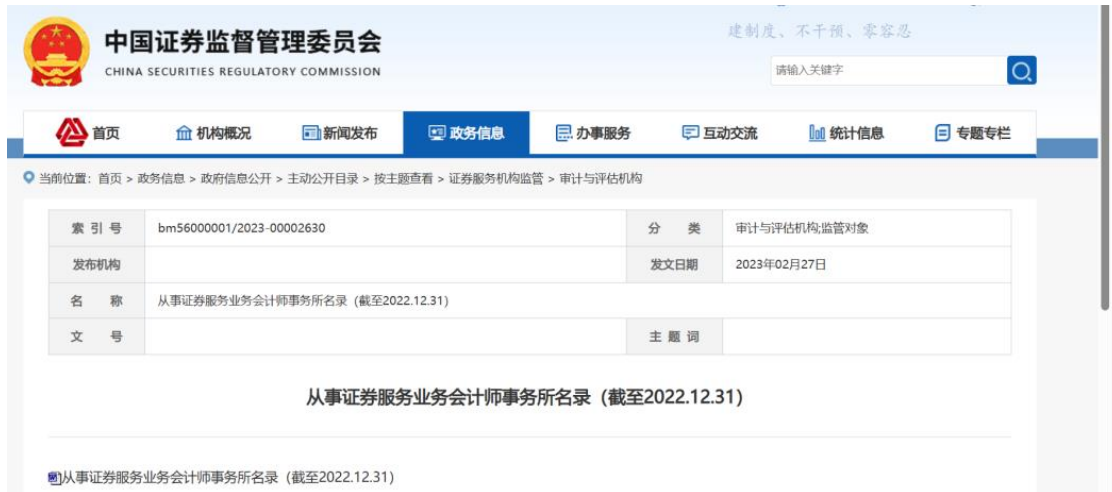 建制度、不干预、零容忍
中国证券监督管理委员会
CHINA SECURITIES REGULATORY COMMISSION
请输入关键字
首页 机构概况 新闻发布 政务信息 办事服务 互动交流 统计信息 专题专栏
当前位置：首页 > 政务信息 > 政府信息公开 > 主动公开目录 > 按主题查看 > 证券服务机构监管 > 审计与评估机构
索 引 号 bm56000001/2023-00002630 分 类 审计与评估机构;监管对象
发布机构 发文日期 2023年02月27日
名 称 从事证券服务业务会计师事务所名录（截至2022.12.31）
文 号 主 题 词
从事证券服务业务会计师事务所名录（截至2022.12.31）
从事证券服务业务会计师事务所名录（截至2022.12.31）